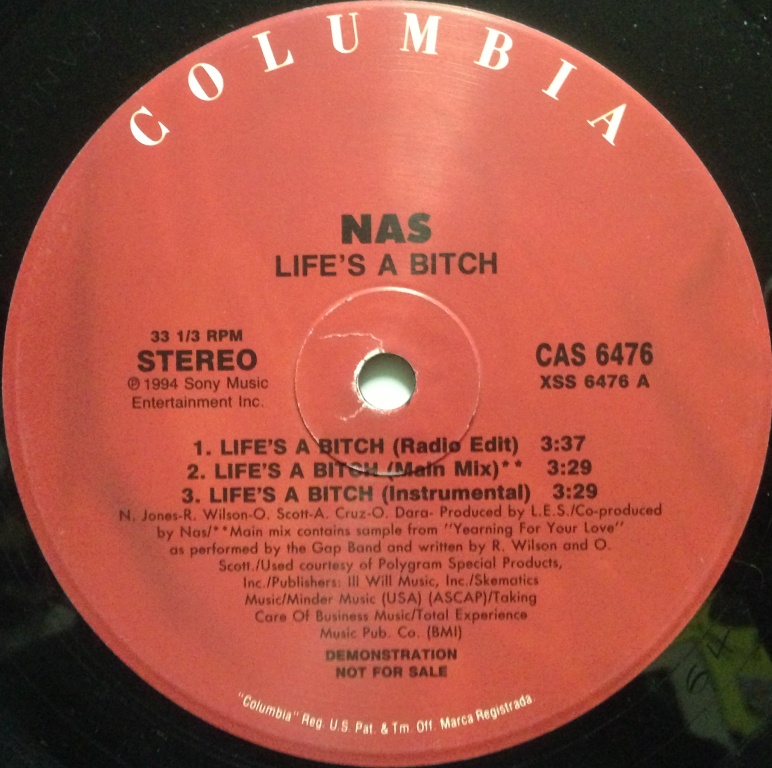 COLUMBIA
NAS
LIFE'S A BITCH
33 1/3 RPM
STEREO
℗ 1994 Sony Music
Entertainment Inc.
CAS 6476
XSS 6476 A
1. LIFE'S A BITCH (Radio Edit) 3:37
2. LIFE'S A BITCH (Main Mix)** 3:29
3. LIFE'S A BITCH (Instrumental) 3:29
N. Jones-R. Wilson-O. Scott-A. Cruz-O. Dara- Produced by L.E.S./Co-produced
by Nas/**Main mix contains sample from "Yearning For Your Love"
as performed by the Gap Band and written by R. Wilson and O.
Scott./Used courtesy of Polygram Special Products,
Inc./Publishers: Ill Will Music, Inc./Skematics
Music/Minder Music (USA) (ASCAP)/Taking
Care Of Business Music/Total Experience
Music Pub. Co. (BMI)
DEMONSTRATION
NOT FOR SALE
"Columbia" Reg. U.S. Pat. & Tm. Off. Marca Registrada.